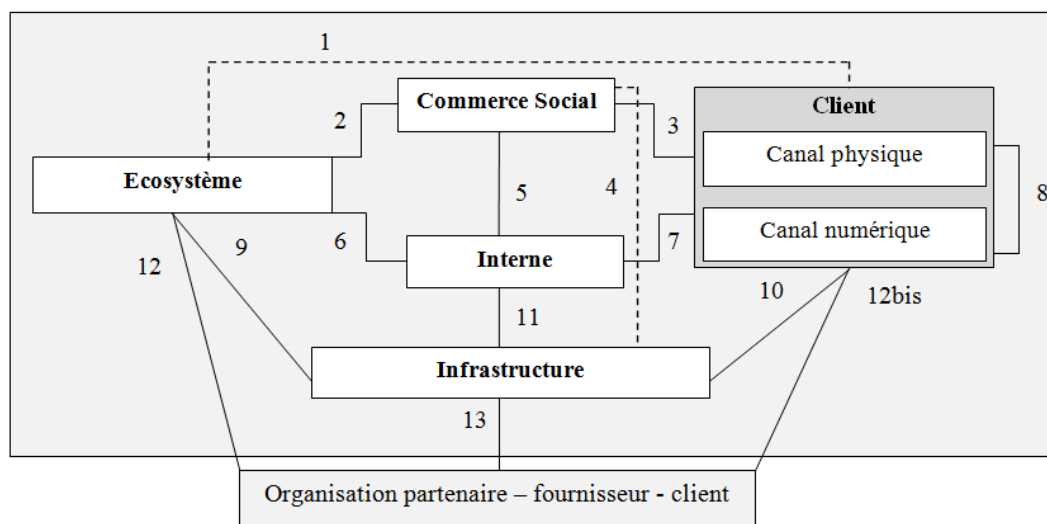 1
Commerce Social
Client
2
3
Canal physique
Ecosystème
4
5
8
6
7
Canal numérique
12
9
Interne
10
12bis
11
Infrastructure
13
Organisation partenaire – fournisseur - client